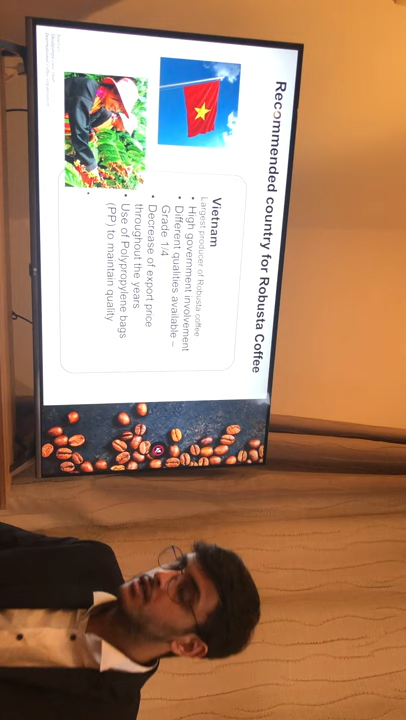 Recommended country for Robusta Coffee
Vietnam
Largest producer of Robusta coffee
• High government involvement
• Different qualities available –
Grade 1/4
• Decrease of export price
throughout the years
• Use of Polypropylene bags
(PP) to maintain quality
•